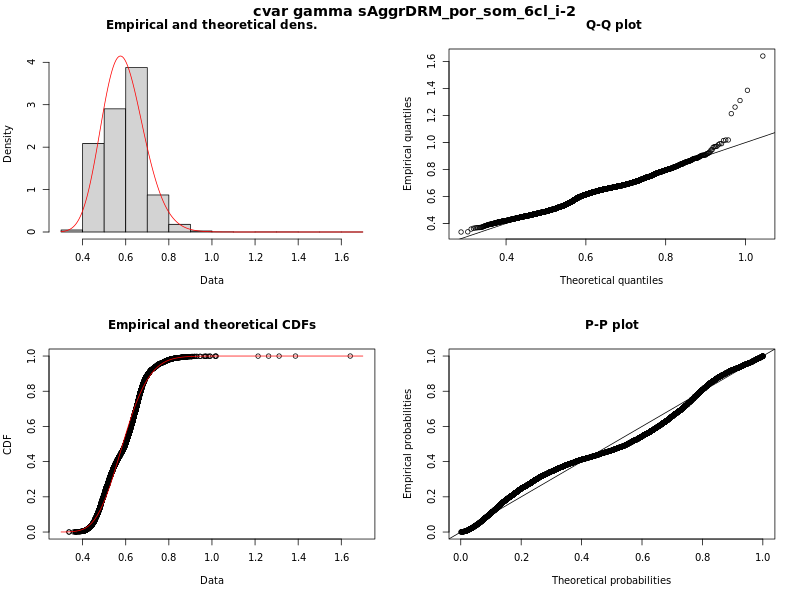 cvar gamma sAggrDRM_por_som_6cl_i-2
Empirical and theoretical dens.
Density
0 1 2 3 4
0.4 0.6 0.8 1.0 1.2 1.4 1.6
Data
Q-Q plot
Empirical quantiles
0.4 0.6 0.8 1.0 1.2 1.4 1.6
0.4 0.6 0.8 1.0
Theoretical quantiles
Empirical and theoretical CDFs
CDF
0.0 0.2 0.4 0.6 0.8 1.0
0.4 0.6 0.8 1.0 1.2 1.4 1.6
Data
P-P plot
Empirical probabilities
0.0 0.2 0.4 0.6 0.8 1.0
0.0 0.2 0.4 0.6 0.8 1.0
Theoretical probabilities